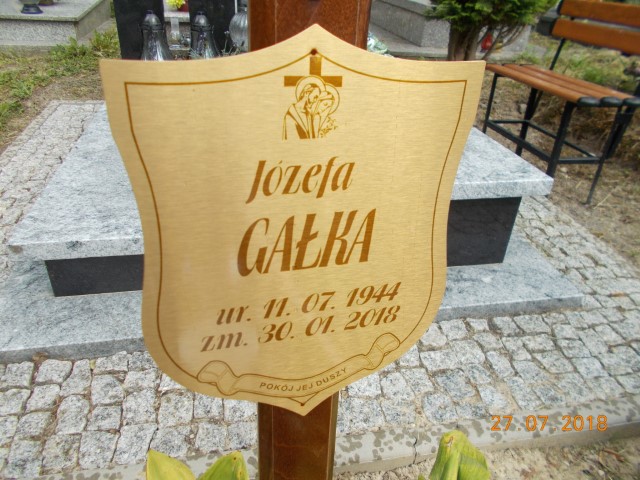 Józefa
GAŁKA
ur. 11. 07. 1944
zm. 30. 01. 2018
POKÓJ JEJ DUSZY
27.07.2018